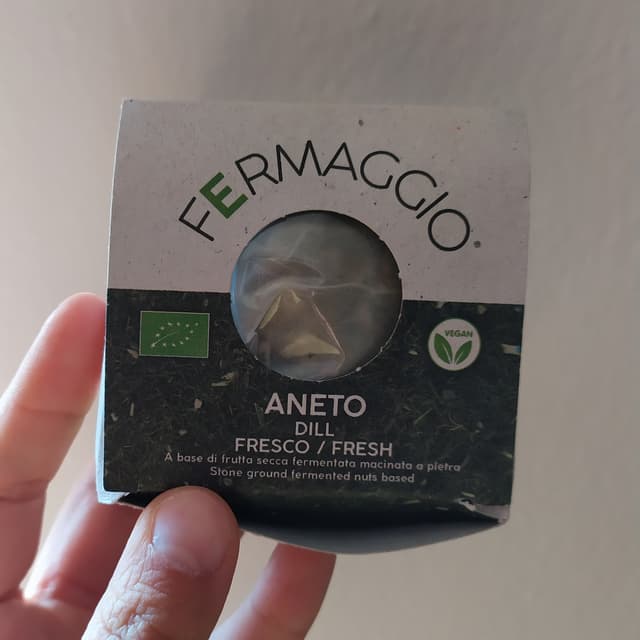 FERMAGGIO
VEGAN
ANETO
DILL
FRESCO / FRESH
A base di frutta secca fermentata macinata a pietra
Stone ground fermented nuts based